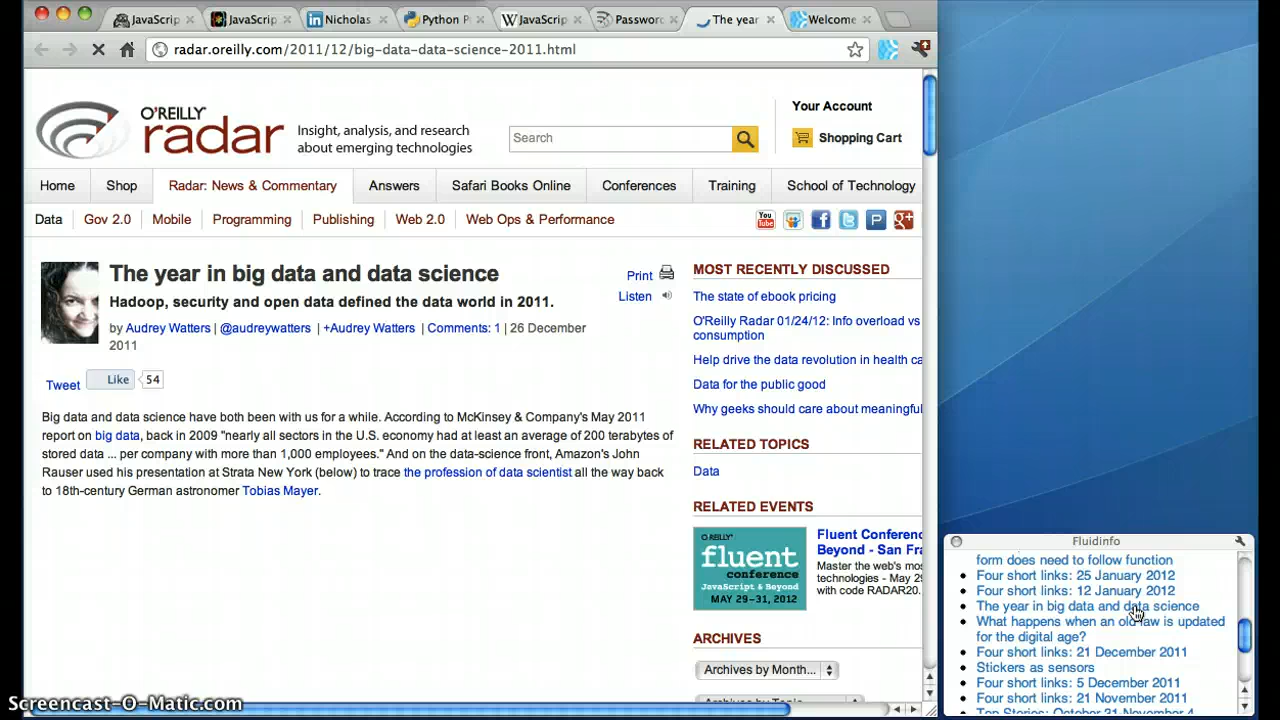 JavaScrip
JavaScrip
Nicholas
Python P
JavaScrip
Password
The year
Welcome
radar.oreilly.com/2011/12/big-data-data-science-2011.html
O'REILLY
radar
Insight, analysis, and research
about emerging technologies
Search
Your Account
Shopping Cart
Home
Shop
Radar: News & Commentary
Answers
Safari Books Online
Conferences
Training
School of Technology
Data
Gov 2.0
Mobile
Programming
Publishing
Web 2.0
Web Ops & Performance
You Tube
The year in big data and data science
Hadoop, security and open data defined the data world in 2011.
by Audrey Watters | @audreywatters | +Audrey Watters | Comments: 1 | 26 December
2011
Print
Listen
Tweet
Like
54
Big data and data science have both been with us for a while. According to McKinsey & Company's May 2011
report on big data, back in 2009 "nearly all sectors in the U.S. economy had at least an average of 200 terabytes of
stored data ... per company with more than 1,000 employees." And on the data-science front, Amazon's John
Rauser used his presentation at Strata New York (below) to trace the profession of data scientist all the way back
to 18th-century German astronomer Tobias Mayer.
MOST RECENTLY DISCUSSED
The state of ebook pricing
O'Reilly Radar 01/24/12: Info overload vs
consumption
Help drive the data revolution in health ca
Data for the public good
Why geeks should care about meaningful
RELATED TOPICS
Data
RELATED EVENTS
O'REILLY
fluent
conference
JavaScript & Beyond
MAY 29-31, 2012
Fluent Conferenc
Beyond - San Fra
Master the web's mos
technologies - May 29
with code RADAR20.
ARCHIVES
Archives by Month...
Archives by Topic
Fluidinfo
form does need to follow function
Four short links: 25 January 2012
Four short links: 12 January 2012
The year in big data and data science
What happens when an old law is updated
for the digital age?
Four short links: 21 December 2011
Stickers as sensors
Four short links: 5 December 2011
Four short links: 21 November 2011
Top Stories: October 31-November 4
Screencast-O-Matic.com